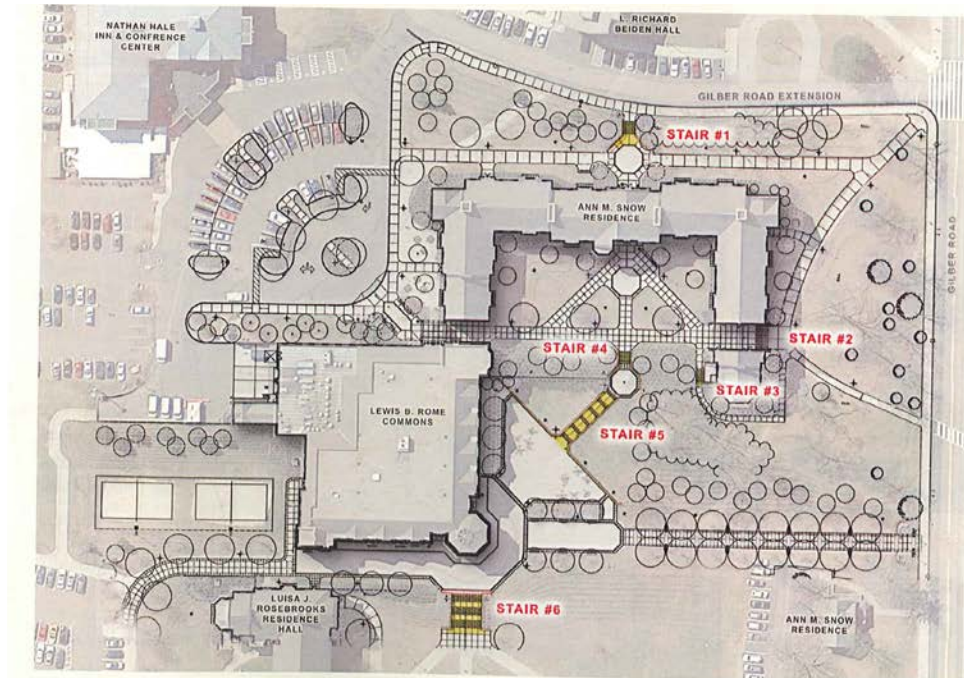 NATHAN HALE
INN & CONFRENCE
CENTER
L. RICHARD
BEIDEN HALL
GILBER ROAD EXTENSION
STAIR #1
ANN M. SNOW
RESIDENCE
GILBER ROAD
STAIR #2
STAIR #4
STAIR #3
LEWIS B. ROME
COMMONS
STAIR #5
LUISA J.
ROSEBROOKS
RESIDENCE
HALL
STAIR #6
ANN M. SNOW
RESIDENCE